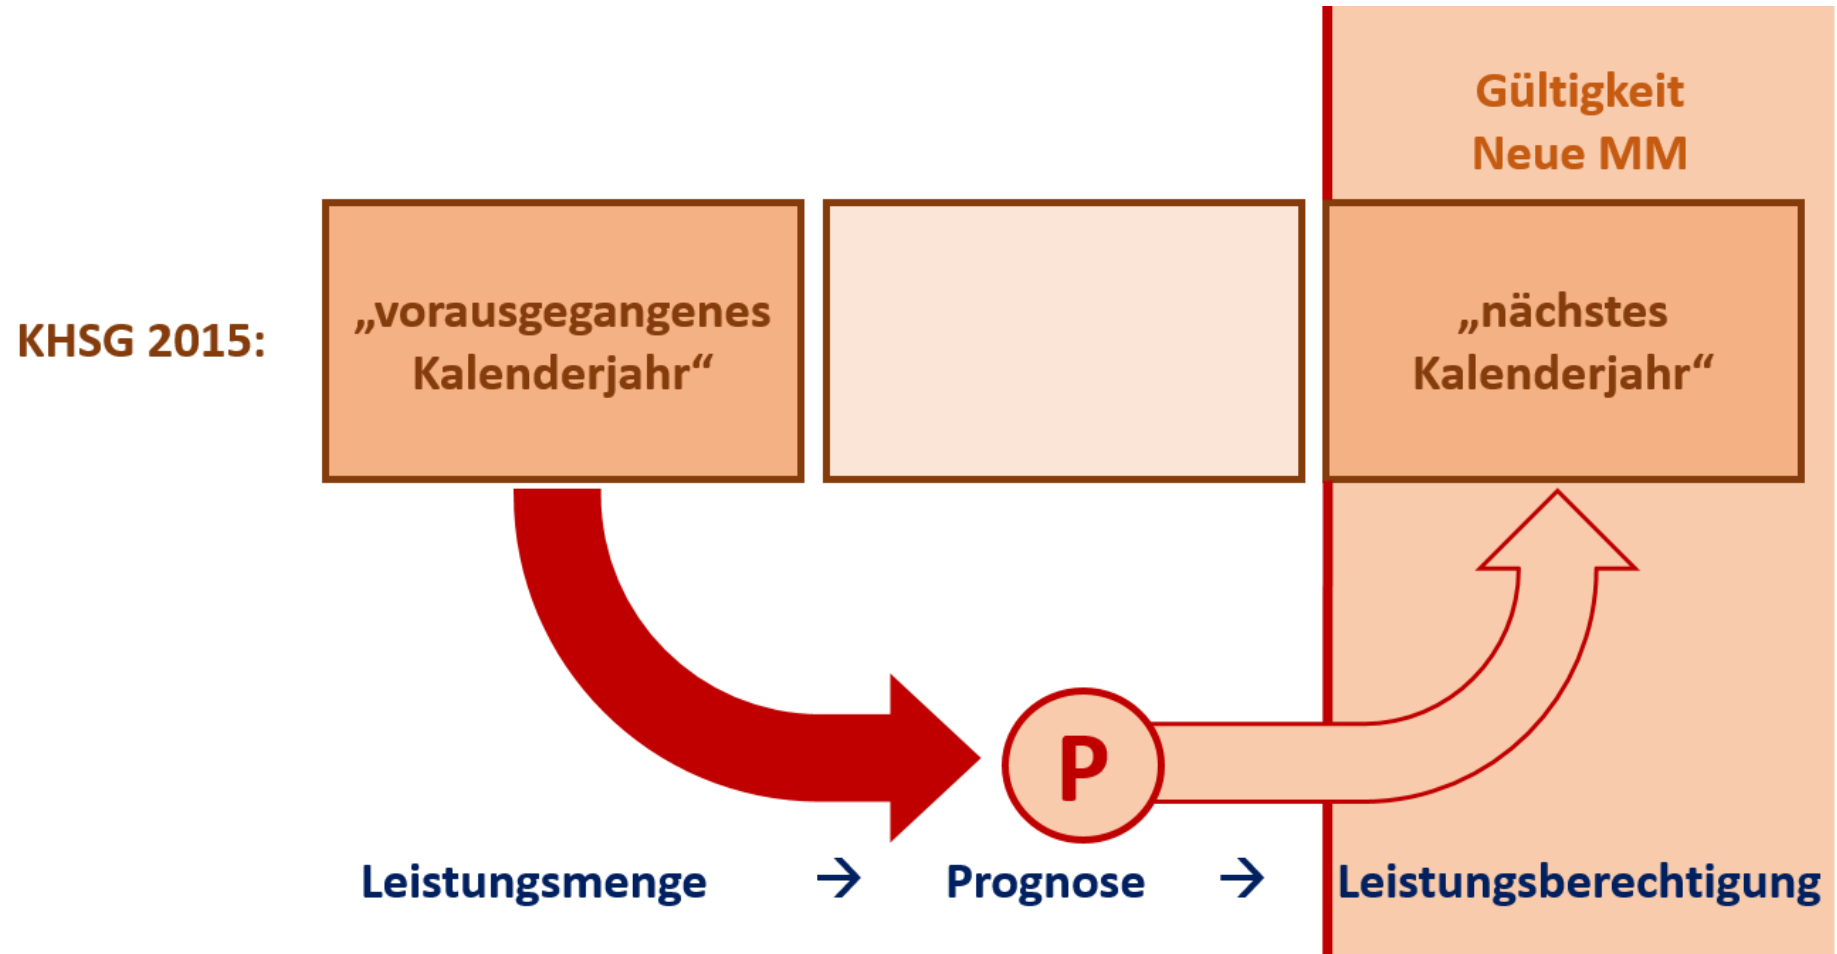 Gültigkeit
Neue MM
KHSG 2015:
„vorausgegangenes
Kalenderjahr“
„nächstes
Kalenderjahr“
P
Leistungsmenge → Prognose → Leistungsberechtigung